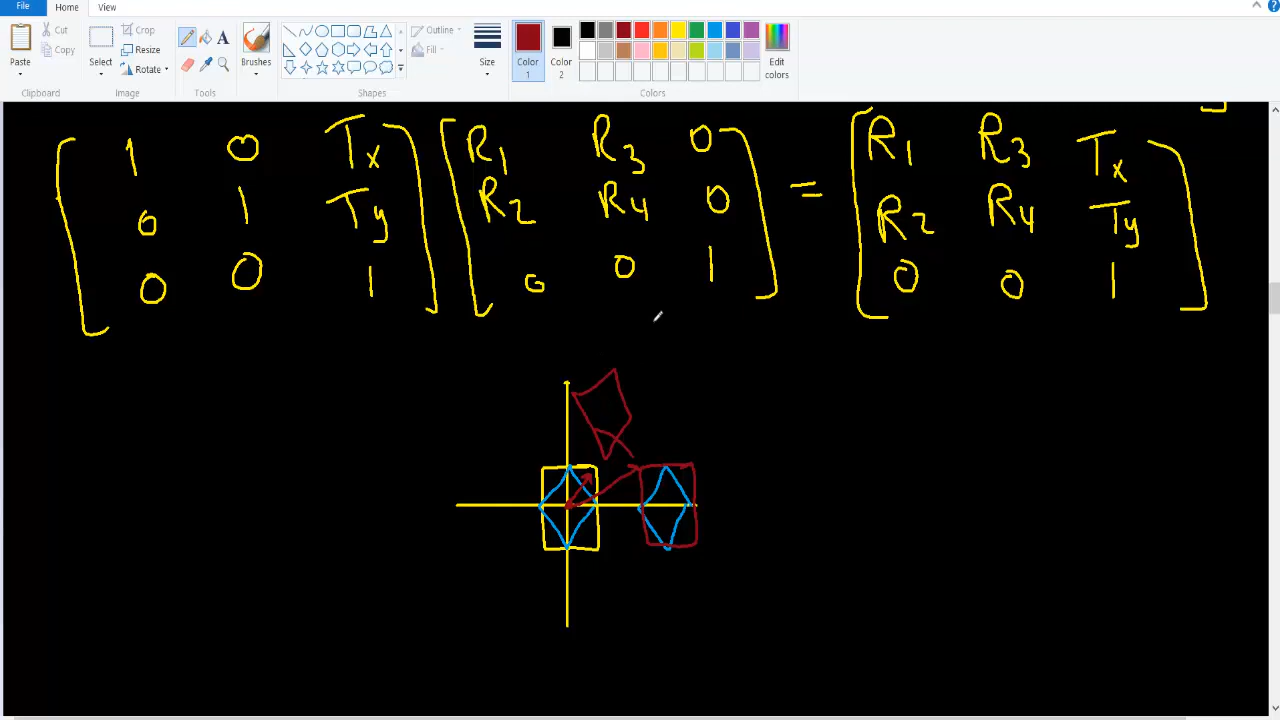 File Home View
Cut
Copy
Paste
Clipboard
Select
Crop
Resize
Rotate
Image
A
Tools
Brushes
Outline
Fill
Shapes
Size
Color 1
Color 2
Edit colors
Colors
1 0 Tx R1 R3 0 = R1 R3 Tx
0 1 Ty R2 R4 0 R2 R4 Ty
0 0 1 0 0 1 0 0 1